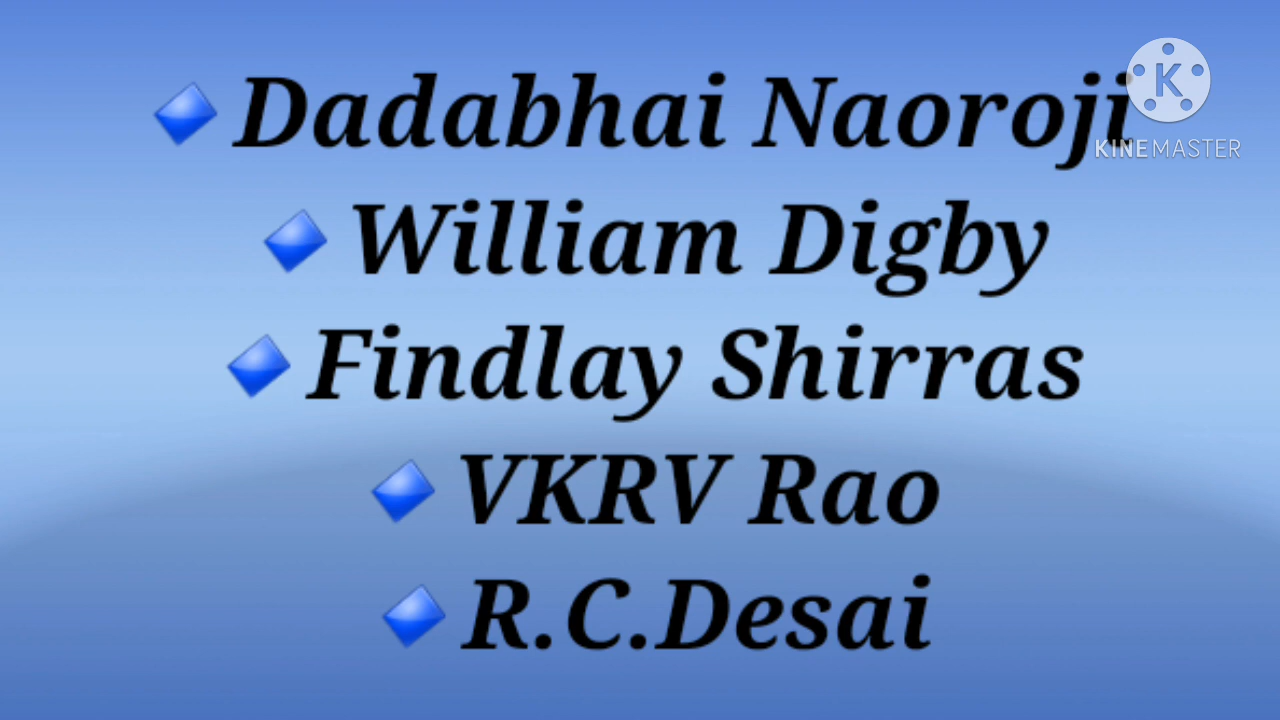 🔹Dadabhai Naoroji
🔹William Digby
🔹Findlay Shirras
🔹VKRV Rao
🔹R.C.Desai
K
KINEMASTER